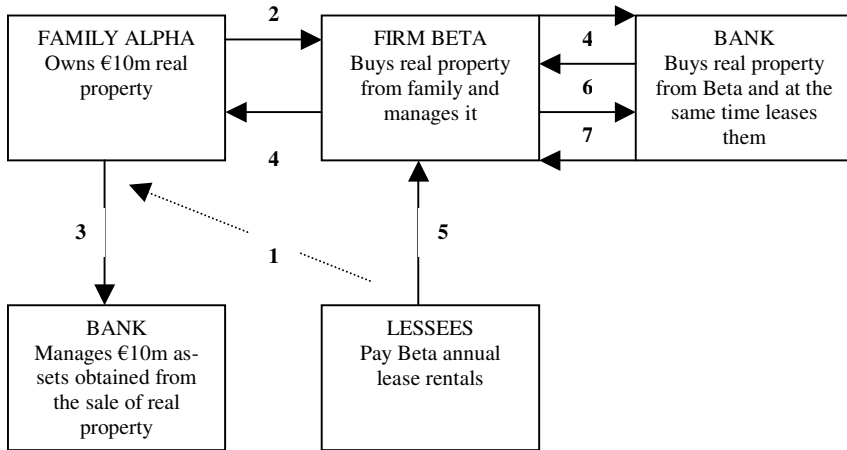 2
4
FAMILY ALPHA
Owns €10m real
property
FIRM BETA
Buys real property
from family and
manages it
BANK
Buys real property
from Beta and at the
same time leases
them
6
7
4
3
1
5
BANK
Manages €10m as-
sets obtained from
the sale of real
property
LESSEES
Pay Beta annual
lease rentals